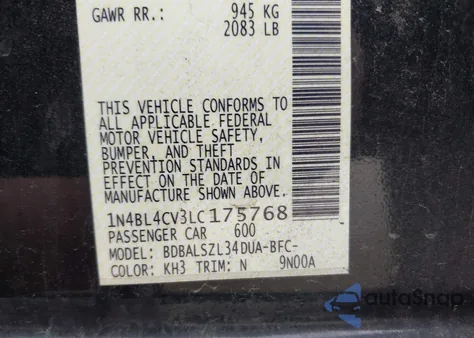 GAWR RR.: 945 KG
2083 LB
THIS VEHICLE CONFORMS TO
ALL APPLICABLE FEDERAL
MOTOR VEHICLE SAFETY,
BUMPER, AND THEFT
PREVENTION STANDARDS IN
EFFECT ON THE DATE OF
MANUFACTURE SHOWN ABOVE.
1N4BL4CV3LC175768
PASSENGER CAR 600
MODEL: BDBALSZL34DUA-BFC-
COLOR: KH3 TRIM: N 9N00A
autoSnap